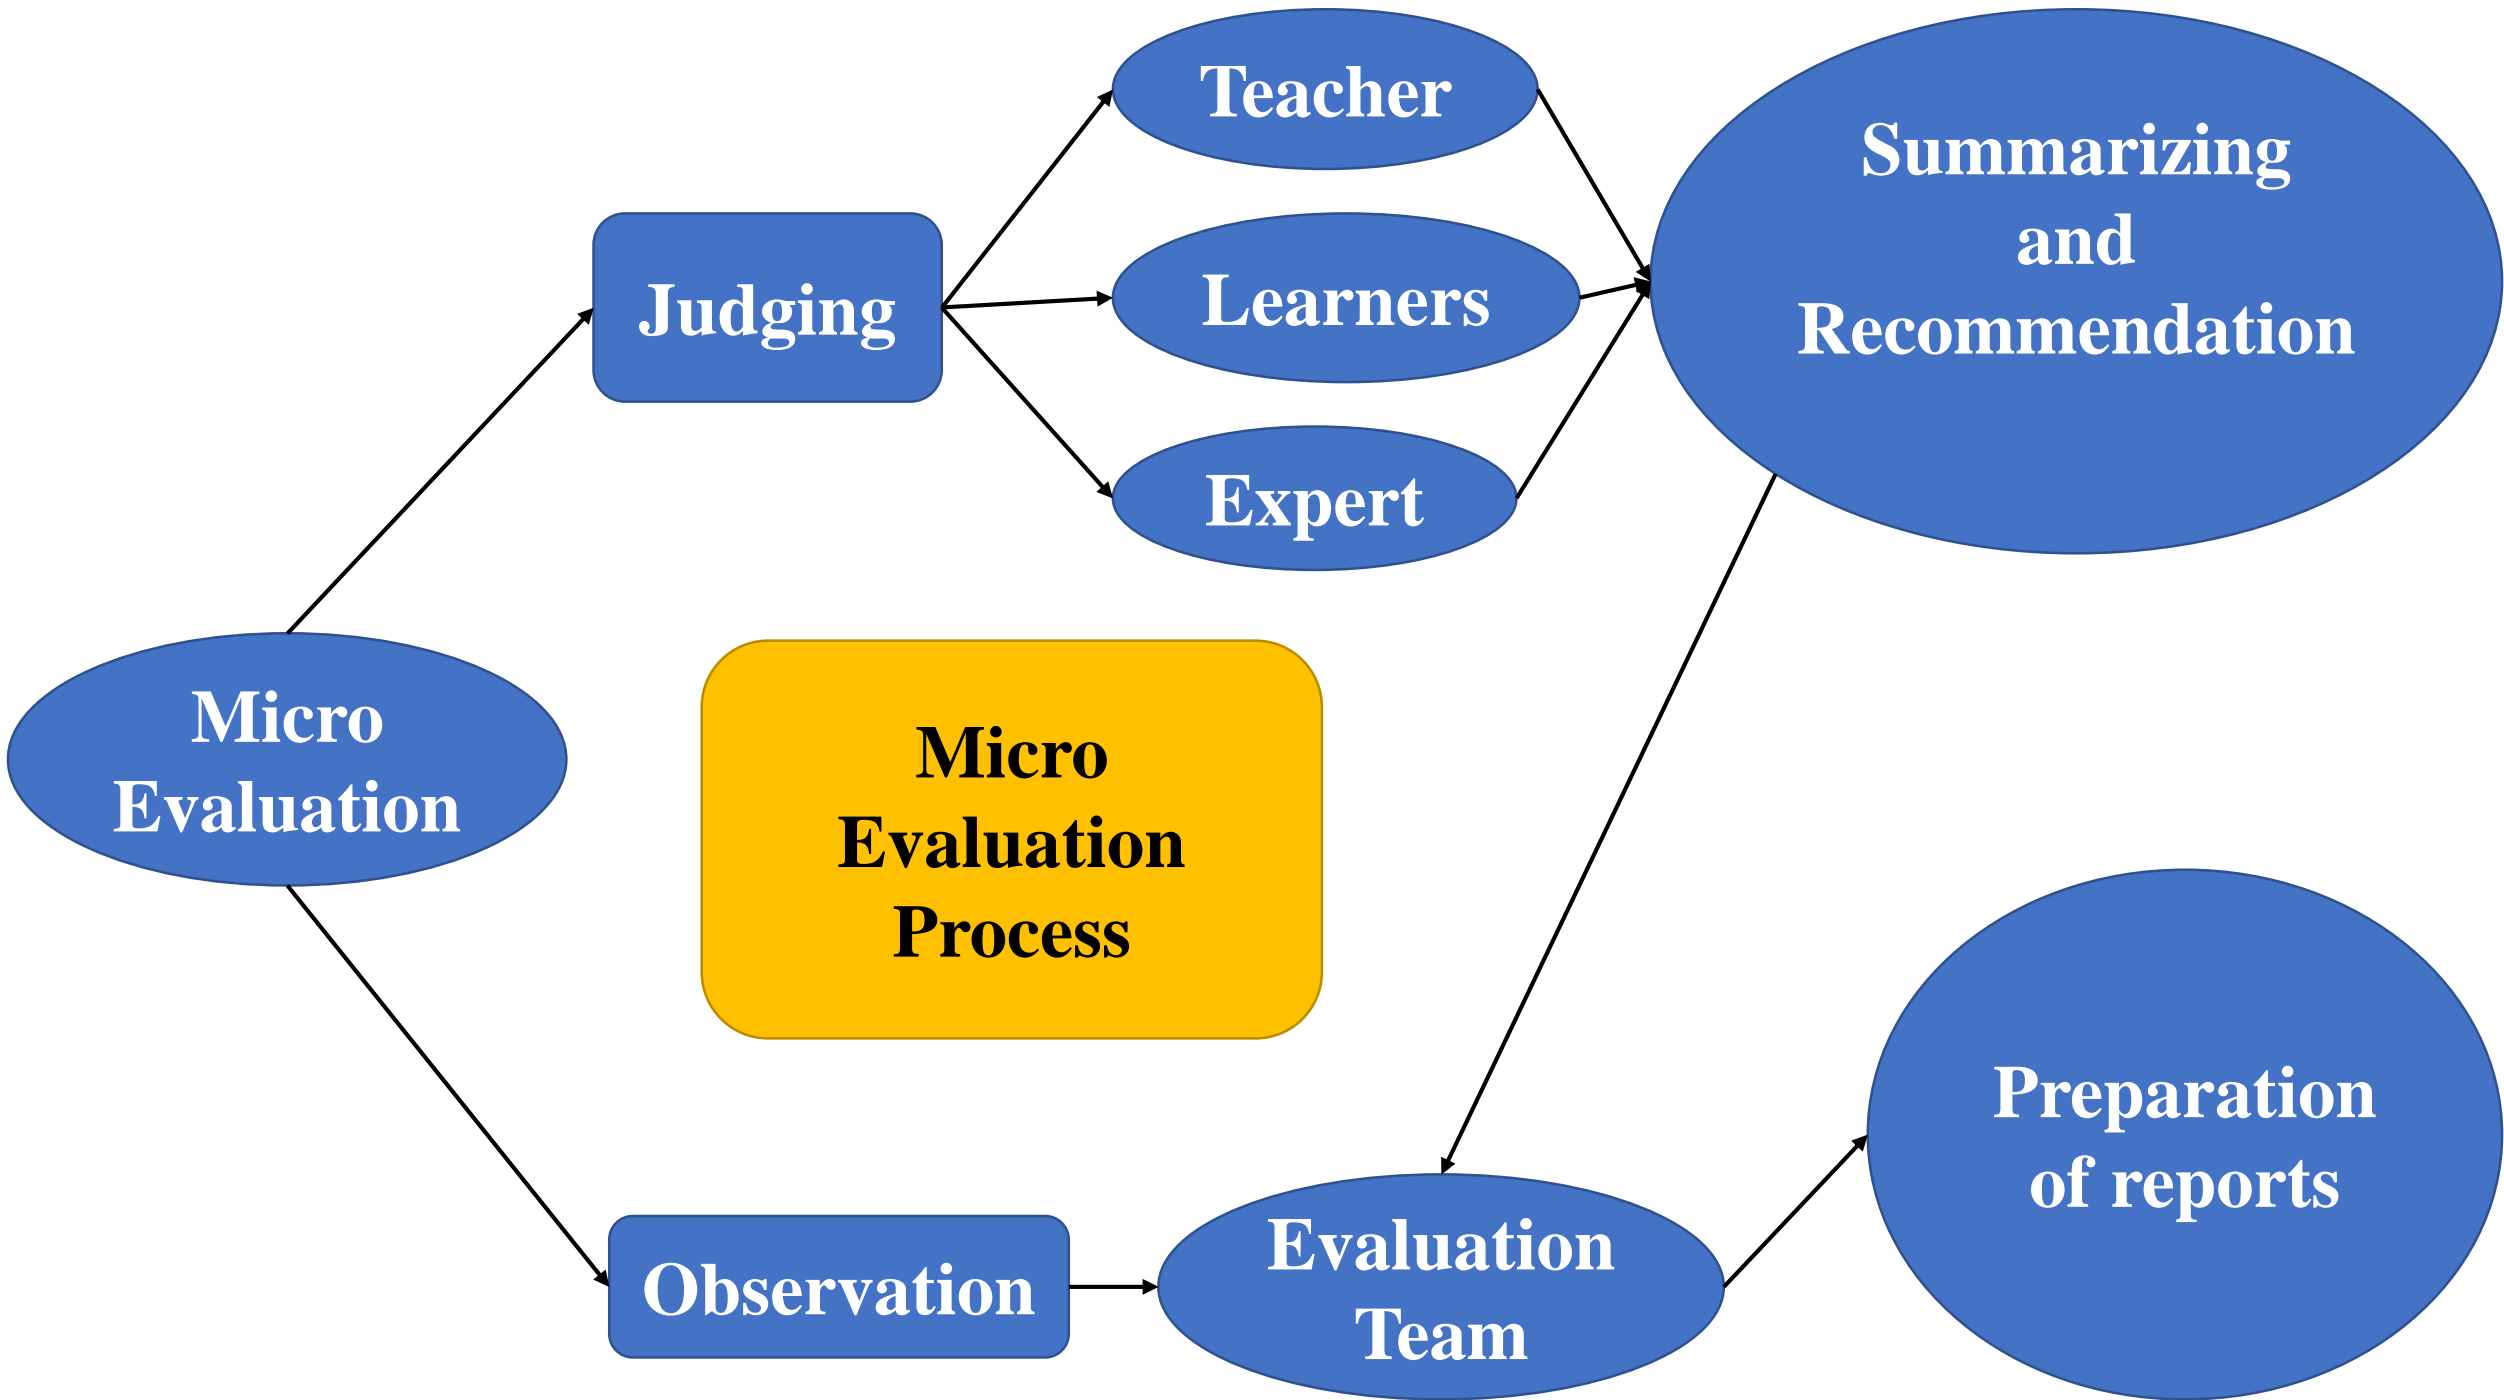 Teacher
Summarizing
and
Recommendation
Judging
Learners
Expert
Micro
Evaluation
Micro
Evaluation
Process
Preparation
of reports
Observation
Evaluation
Team